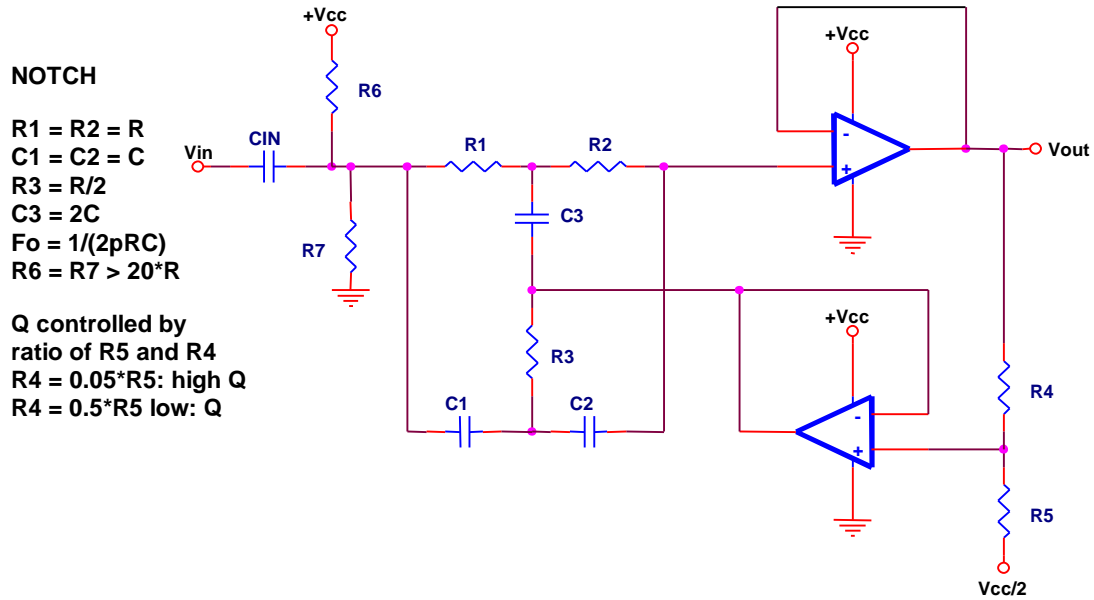 NOTCH
R1 = R2 = R
C1 = C2 = C
R3 = R/2
C3 = 2C
Fo = 1/(2pRC)
R6 = R7 > 20*R
Q controlled by
ratio of R5 and R4
R4 = 0.05*R5: high Q
R4 = 0.5*R5 low: Q
+Vcc
R6
CIN
Vin
R7
R1
R2
C3
R3
C1
C2
+Vcc
-
+
Vout
+Vcc
-
+
R4
R5
Vcc/2